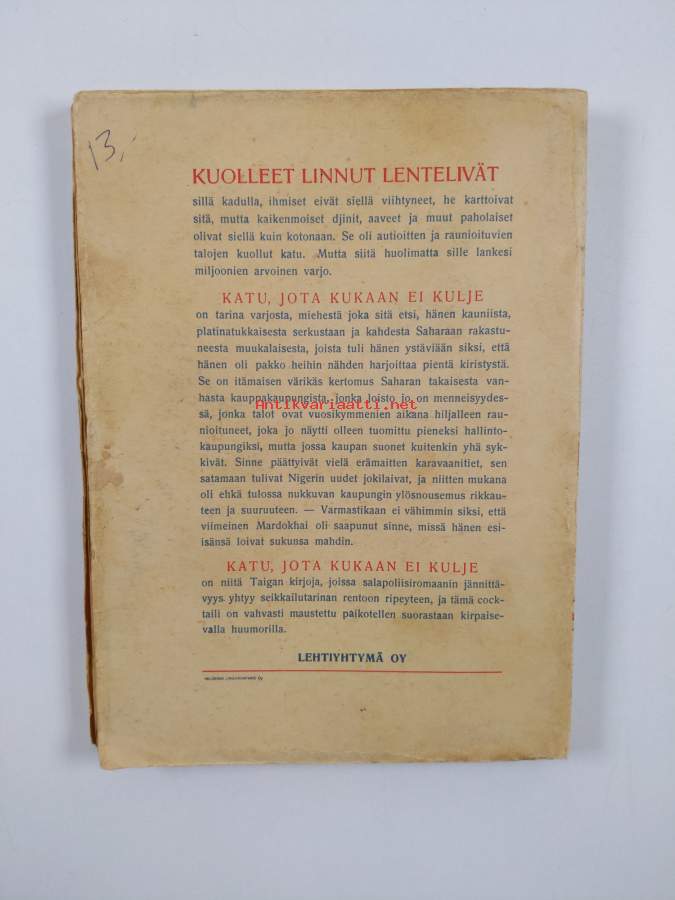 13,-
KUOLLEET LINNUT LENTELIVÄT
sillä kadulla, ihmiset eivät siellä viihtyneet, he karttoivat
sitä, mutta kaikenmoiset djinit, aaveet ja muut paholaiset
olivat siellä kuin kotonaan. Se oli autioitten ja raunioituvien
talojen kuollut katu. Mutta siitä huolimatta sille lankesi
miljoonien arvoinen varjo.
KATU, JOTA KUKAAN EI KULJE
on tarina varjosta, miehestä joka sitä etsi, hänen kauniista,
platinatukkaisesta serkustaan ja kahdesta Saharaan rakastu-
neesta muukalaisesta, joista tuli hänen ystäviään siksi, että
hänen oli pakko heihin nähden harjoittaa pientä kiristystä.
Se on itämaisen värikäs kertomus Saharan takaisesta van-
hasta kauppakaupungista, jonka loisto jo on menneisyydes-
Antikvariaatti.net
sä, jonka talot ovat vuosikymmenien aikana hiljalleen rau-
nioituneet, joka jo näytti olleen tuomittu pieneksi hallinto-
kaupungiksi, mutta jossa kaupan suonet kuitenkin yhä syk-
kivät. Sinne päättyivät vielä erämaitten karavaanitiet, sen
satamaan tulivat Nigerin uudet jokilaivat, ja niitten mukana
oli ehkä tulossa nukkuvan kaupungin ylösnousemus rikkau-
teen ja suuruuteen. — Varmastikaan ei vähimmin siksi, että
viimeinen Mardokhai oli saapunut sinne, missä hänen esi-
isänsä loivat sukunsa mahdin.
KATU, JOTA KUKAAN EI KULJE
on niitä Taigan kirjoja, joissa salapoliisiromaanin jännittä-
vyys yhtyy seikkailutarinan rentoon ripeyteen, ja tämä cock-
taili on vahvasti maustettu paikotellen suorastaan kirpaise-
valla huumorilla.
LEHTIYHTYMÄ OY